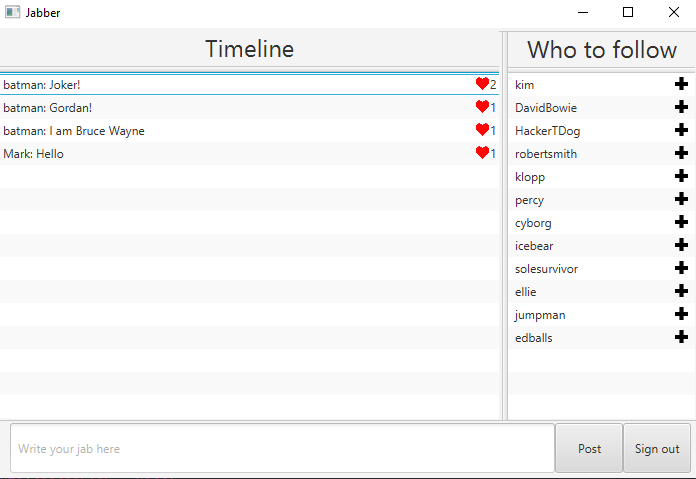 Jabber
Timeline
batman: Joker! 2
batman: Gordan! 1
batman: I am Bruce Wayne 1
Mark: Hello 1
Who to follow
kim
DavidBowie
HackerTDog
robertsmith
klopp
percy
cyborg
icebear
solesurvivor
ellie
jumpman
edballs
Write your jab here
Post
Sign out